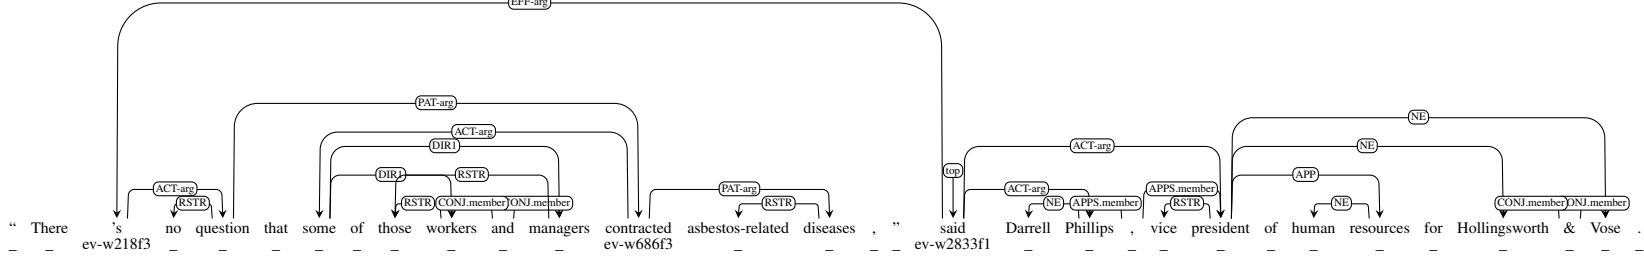 EFF-arg
PAT-arg
NE
ACT-arg
DIR1 ACT-arg NE
top
DIR1 RSTR APP
ACT-arg PAT-arg ACT-arg APPS.member
RSTR RSTR CONJ.member ONJ.member RSTR NE APPS.member RSTR NE CONJ.member ONJ.member
“ There 's no question that some of those workers and managers contracted asbestos-related diseases , ” said Darrell Phillips , vice president of human resources for Hollingsworth & Vose .
_ _ ev-w218f3 _ _ _ _ _ _ _ _ _ ev-w686f3 _ _ _ _ ev-w2833f1 _ _ _ _ _ _ _ _ _ _ _ _ _